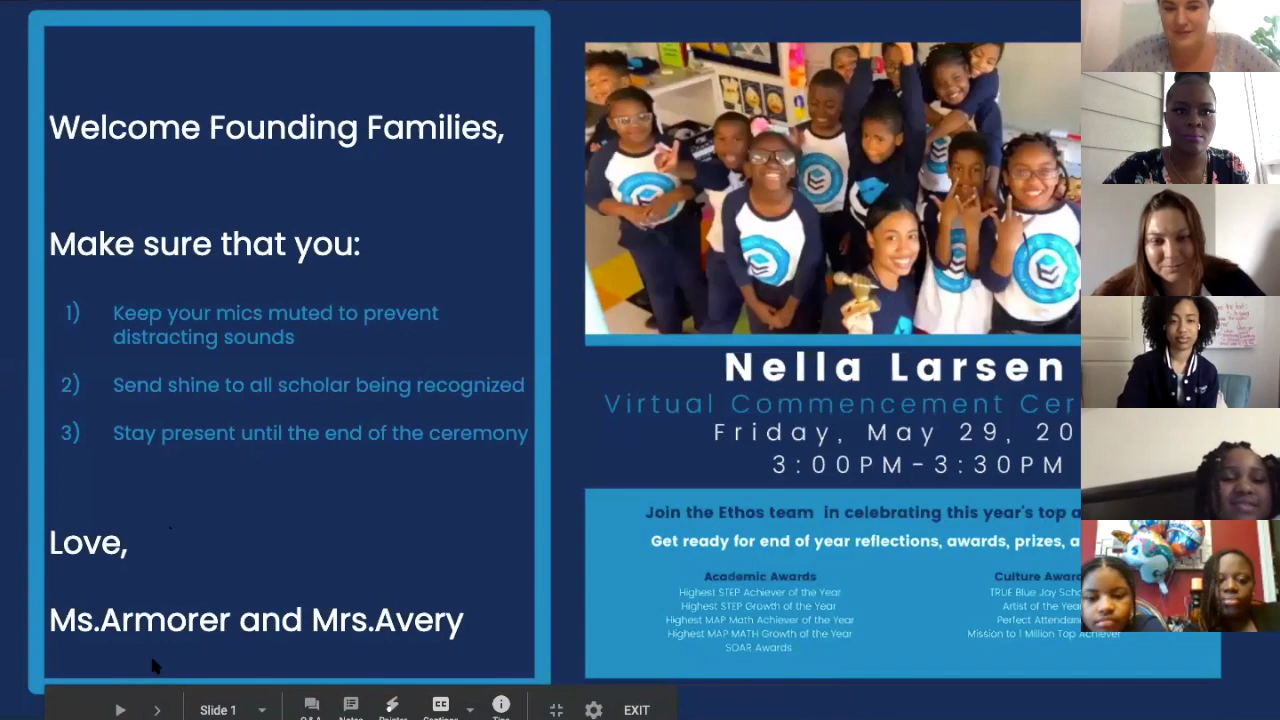 Welcome Founding Families,
Make sure that you:
1) Keep your mics muted to prevent
distracting sounds
2) Send shine to all scholar being recognized
3) Stay present until the end of the ceremony
Love,
Ms.Armorer and Mrs.Avery
Nella Larsen
Virtual Commencement Cer
Friday, May 29, 20
3:00PM-3:30PM
Join the Ethos team in celebrating this year's top a
Get ready for end of year reflections, awards, prizes, a
Academic Awards
Highest STEP Achiever of the Year
Highest STEP Growth of the Year
Highest MAP Math Achiever of the Year
Highest MAP MATH Growth of the Year
SOAR Awards
Culture Awar
TRUE Blue Jay Scho
Artist of the Year
Perfect Attendan
Mission to 1 Million Top Achiever
Slide 1
Q & A
Notes
Pointer
Captions
Tips
EXIT